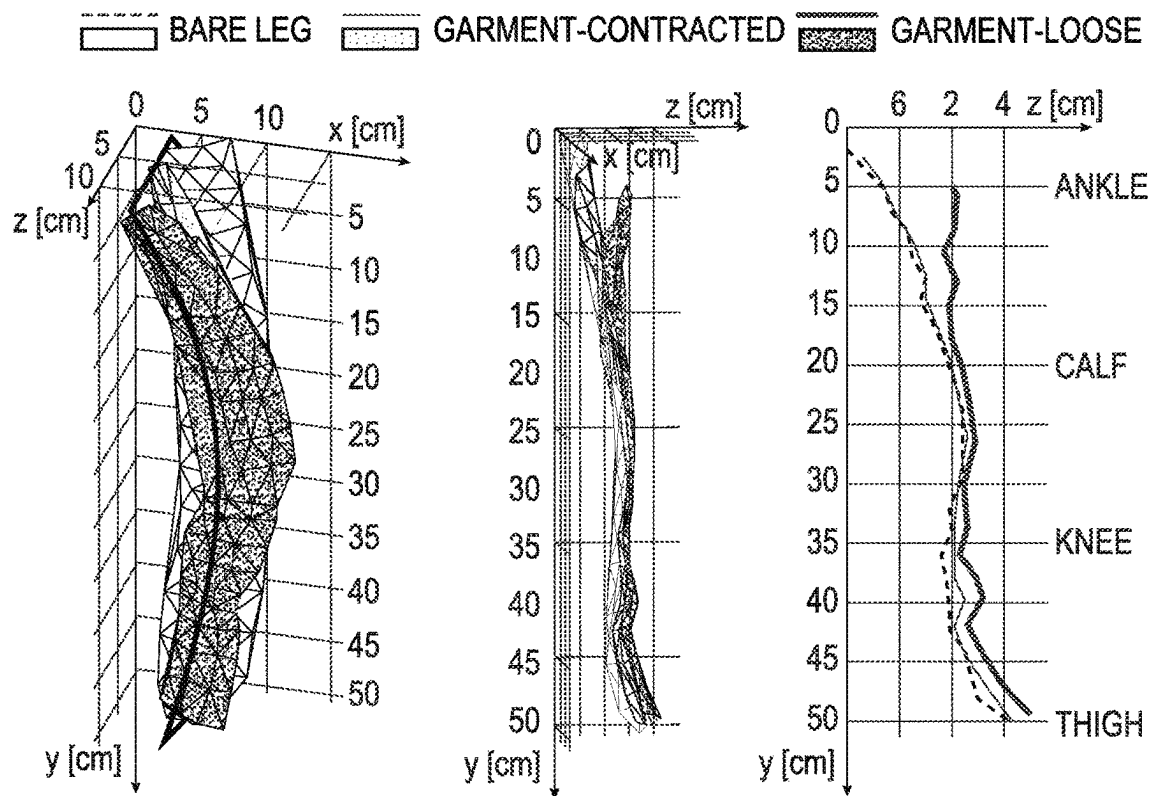 BARE LEG GARMENT-CONTRACTED GARMENT-LOOSE
0 5 10 x [cm]
5
10
z [cm]
5
10
15
20
25
30
35
40
45
50
y [cm]
z [cm]
0
x [cm]
5
10
15
20
25
30
35
40
45
50
y [cm]
6 2 4 z [cm]
0
5 ANKLE
10
15
20 CALF
25
30
35 KNEE
40
45
50 THIGH
y [cm]